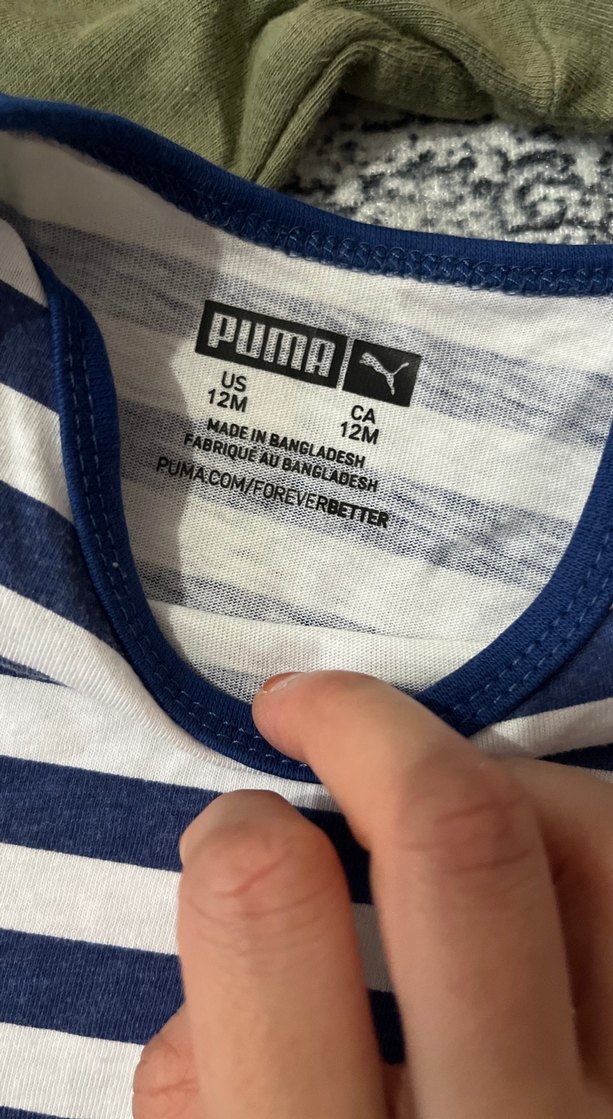 PUMA
US
12M
CA
12M
MADE IN BANGLADESH
FABRIQUÉ AU BANGLADESH
PUMA.COM/FOREVERBETTER